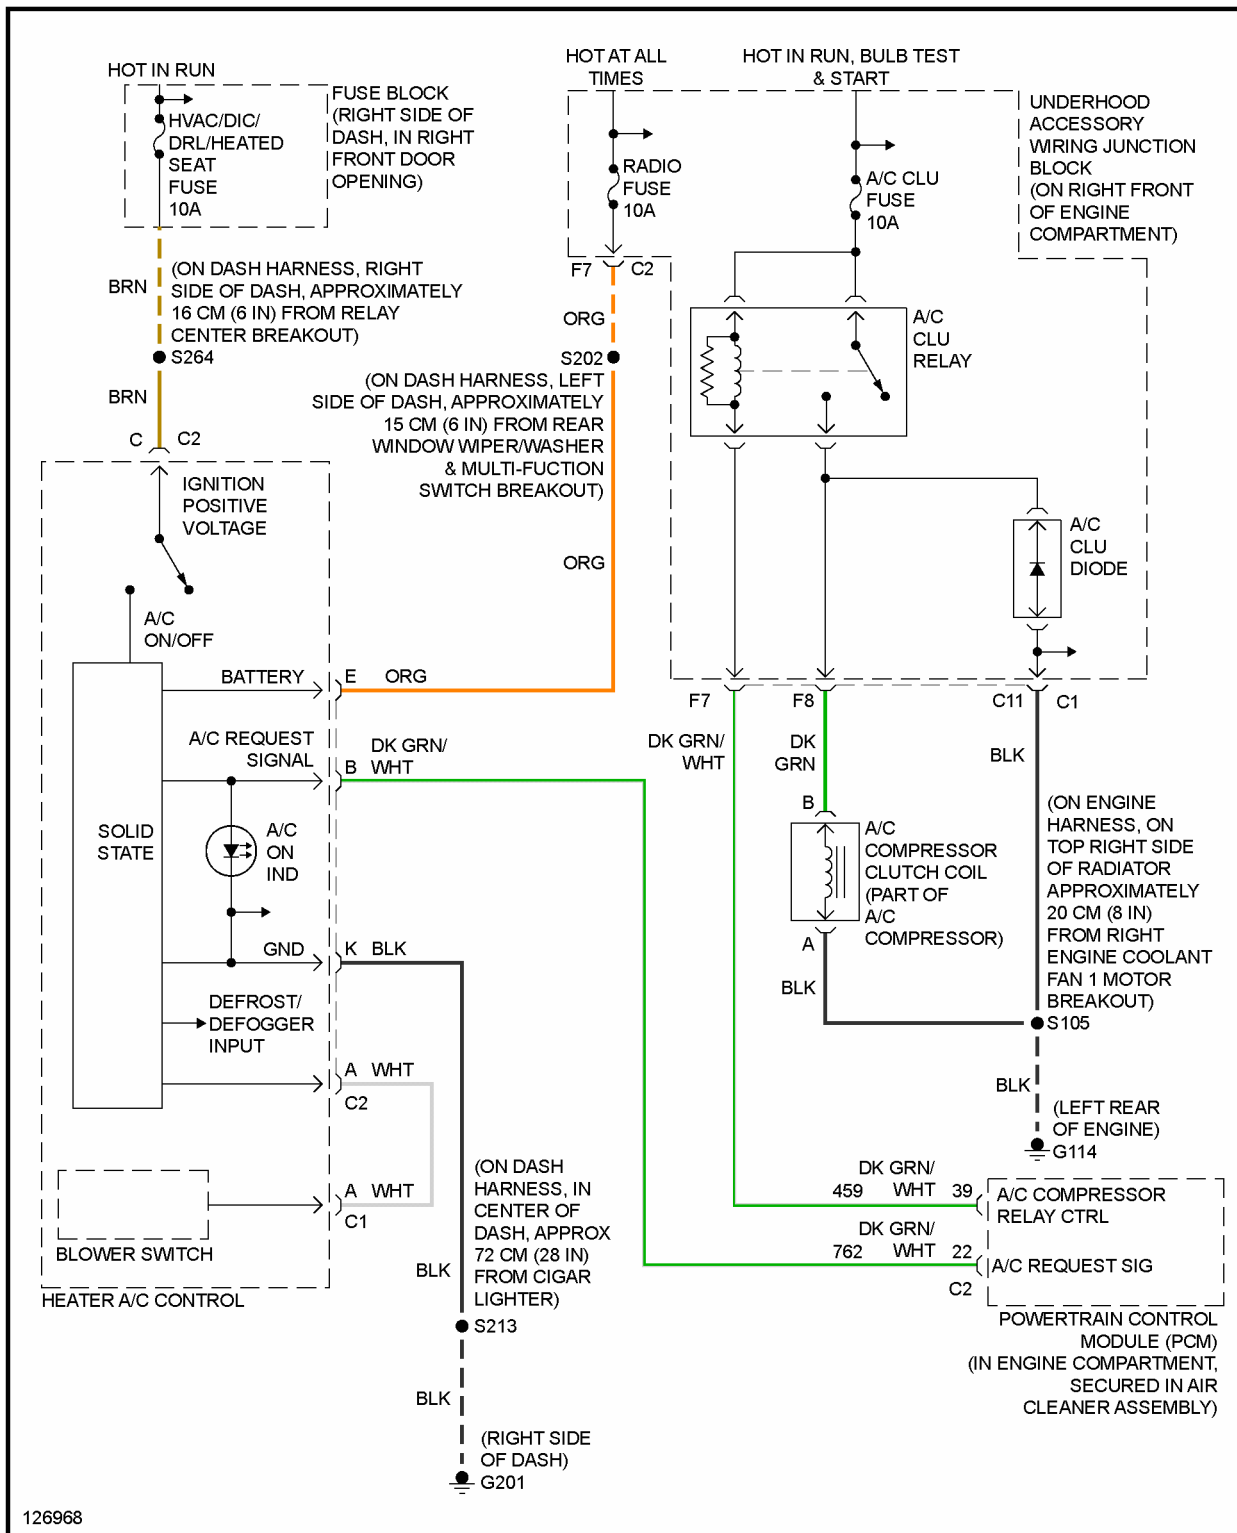 HOT IN RUN
HVAC/DIC/
DRL/HEATED
SEAT
FUSE
10A
FUSE BLOCK
(RIGHT SIDE OF
DASH, IN RIGHT
FRONT DOOR
OPENING)
HOT AT ALL
TIMES
RADIO
FUSE
10A
HOT IN RUN, BULB TEST
& START
A/C CLU
FUSE
10A
UNDERHOOD
ACCESSORY
WIRING JUNCTION
BLOCK
(ON RIGHT FRONT
OF ENGINE
COMPARTMENT)
BRN
(ON DASH HARNESS, RIGHT
SIDE OF DASH, APPROXIMATELY
16 CM (6 IN) FROM RELAY
CENTER BREAKOUT)
S264
BRN
C
C2
F7
C2
ORG
S202
(ON DASH HARNESS, LEFT
SIDE OF DASH, APPROXIMATELY
15 CM (6 IN) FROM REAR
WINDOW WIPER/WASHER
& MULTI-FUCTION
SWITCH BREAKOUT)
ORG
A/C
CLU
RELAY
A/C
CLU
DIODE
IGNITION
POSITIVE
VOLTAGE
A/C
ON/OFF
BATTERY
E
ORG
A/C REQUEST
SIGNAL
B
DK GRN/
WHT
SOLID
STATE
A/C
ON
IND
GND
K
BLK
DEFROST/
DEFOGGER
INPUT
A
WHT
C2
A
WHT
C1
BLOWER SWITCH
HEATER A/C CONTROL
F7
F8
C11
C1
DK GRN/
WHT
DK
GRN
BLK
B
A/C
COMPRESSOR
CLUTCH COIL
(PART OF
A/C
COMPRESSOR)
A
BLK
(ON ENGINE
HARNESS, ON
TOP RIGHT SIDE
OF RADIATOR
APPROXIMATELY
20 CM (8 IN)
FROM RIGHT
ENGINE COOLANT
FAN 1 MOTOR
BREAKOUT)
S105
BLK
(LEFT REAR
OF ENGINE)
G114
(ON DASH
HARNESS, IN
CENTER OF
DASH, APPROX
72 CM (28 IN)
FROM CIGAR
LIGHTER)
BLK
S213
BLK
(RIGHT SIDE
OF DASH)
G201
DK GRN/
459 WHT 39
A/C COMPRESSOR
RELAY CTRL
DK GRN/
762 WHT 22
C2
A/C REQUEST SIG
POWERTRAIN CONTROL
MODULE (PCM)
(IN ENGINE COMPARTMENT,
SECURED IN AIR
CLEANER ASSEMBLY)
126968